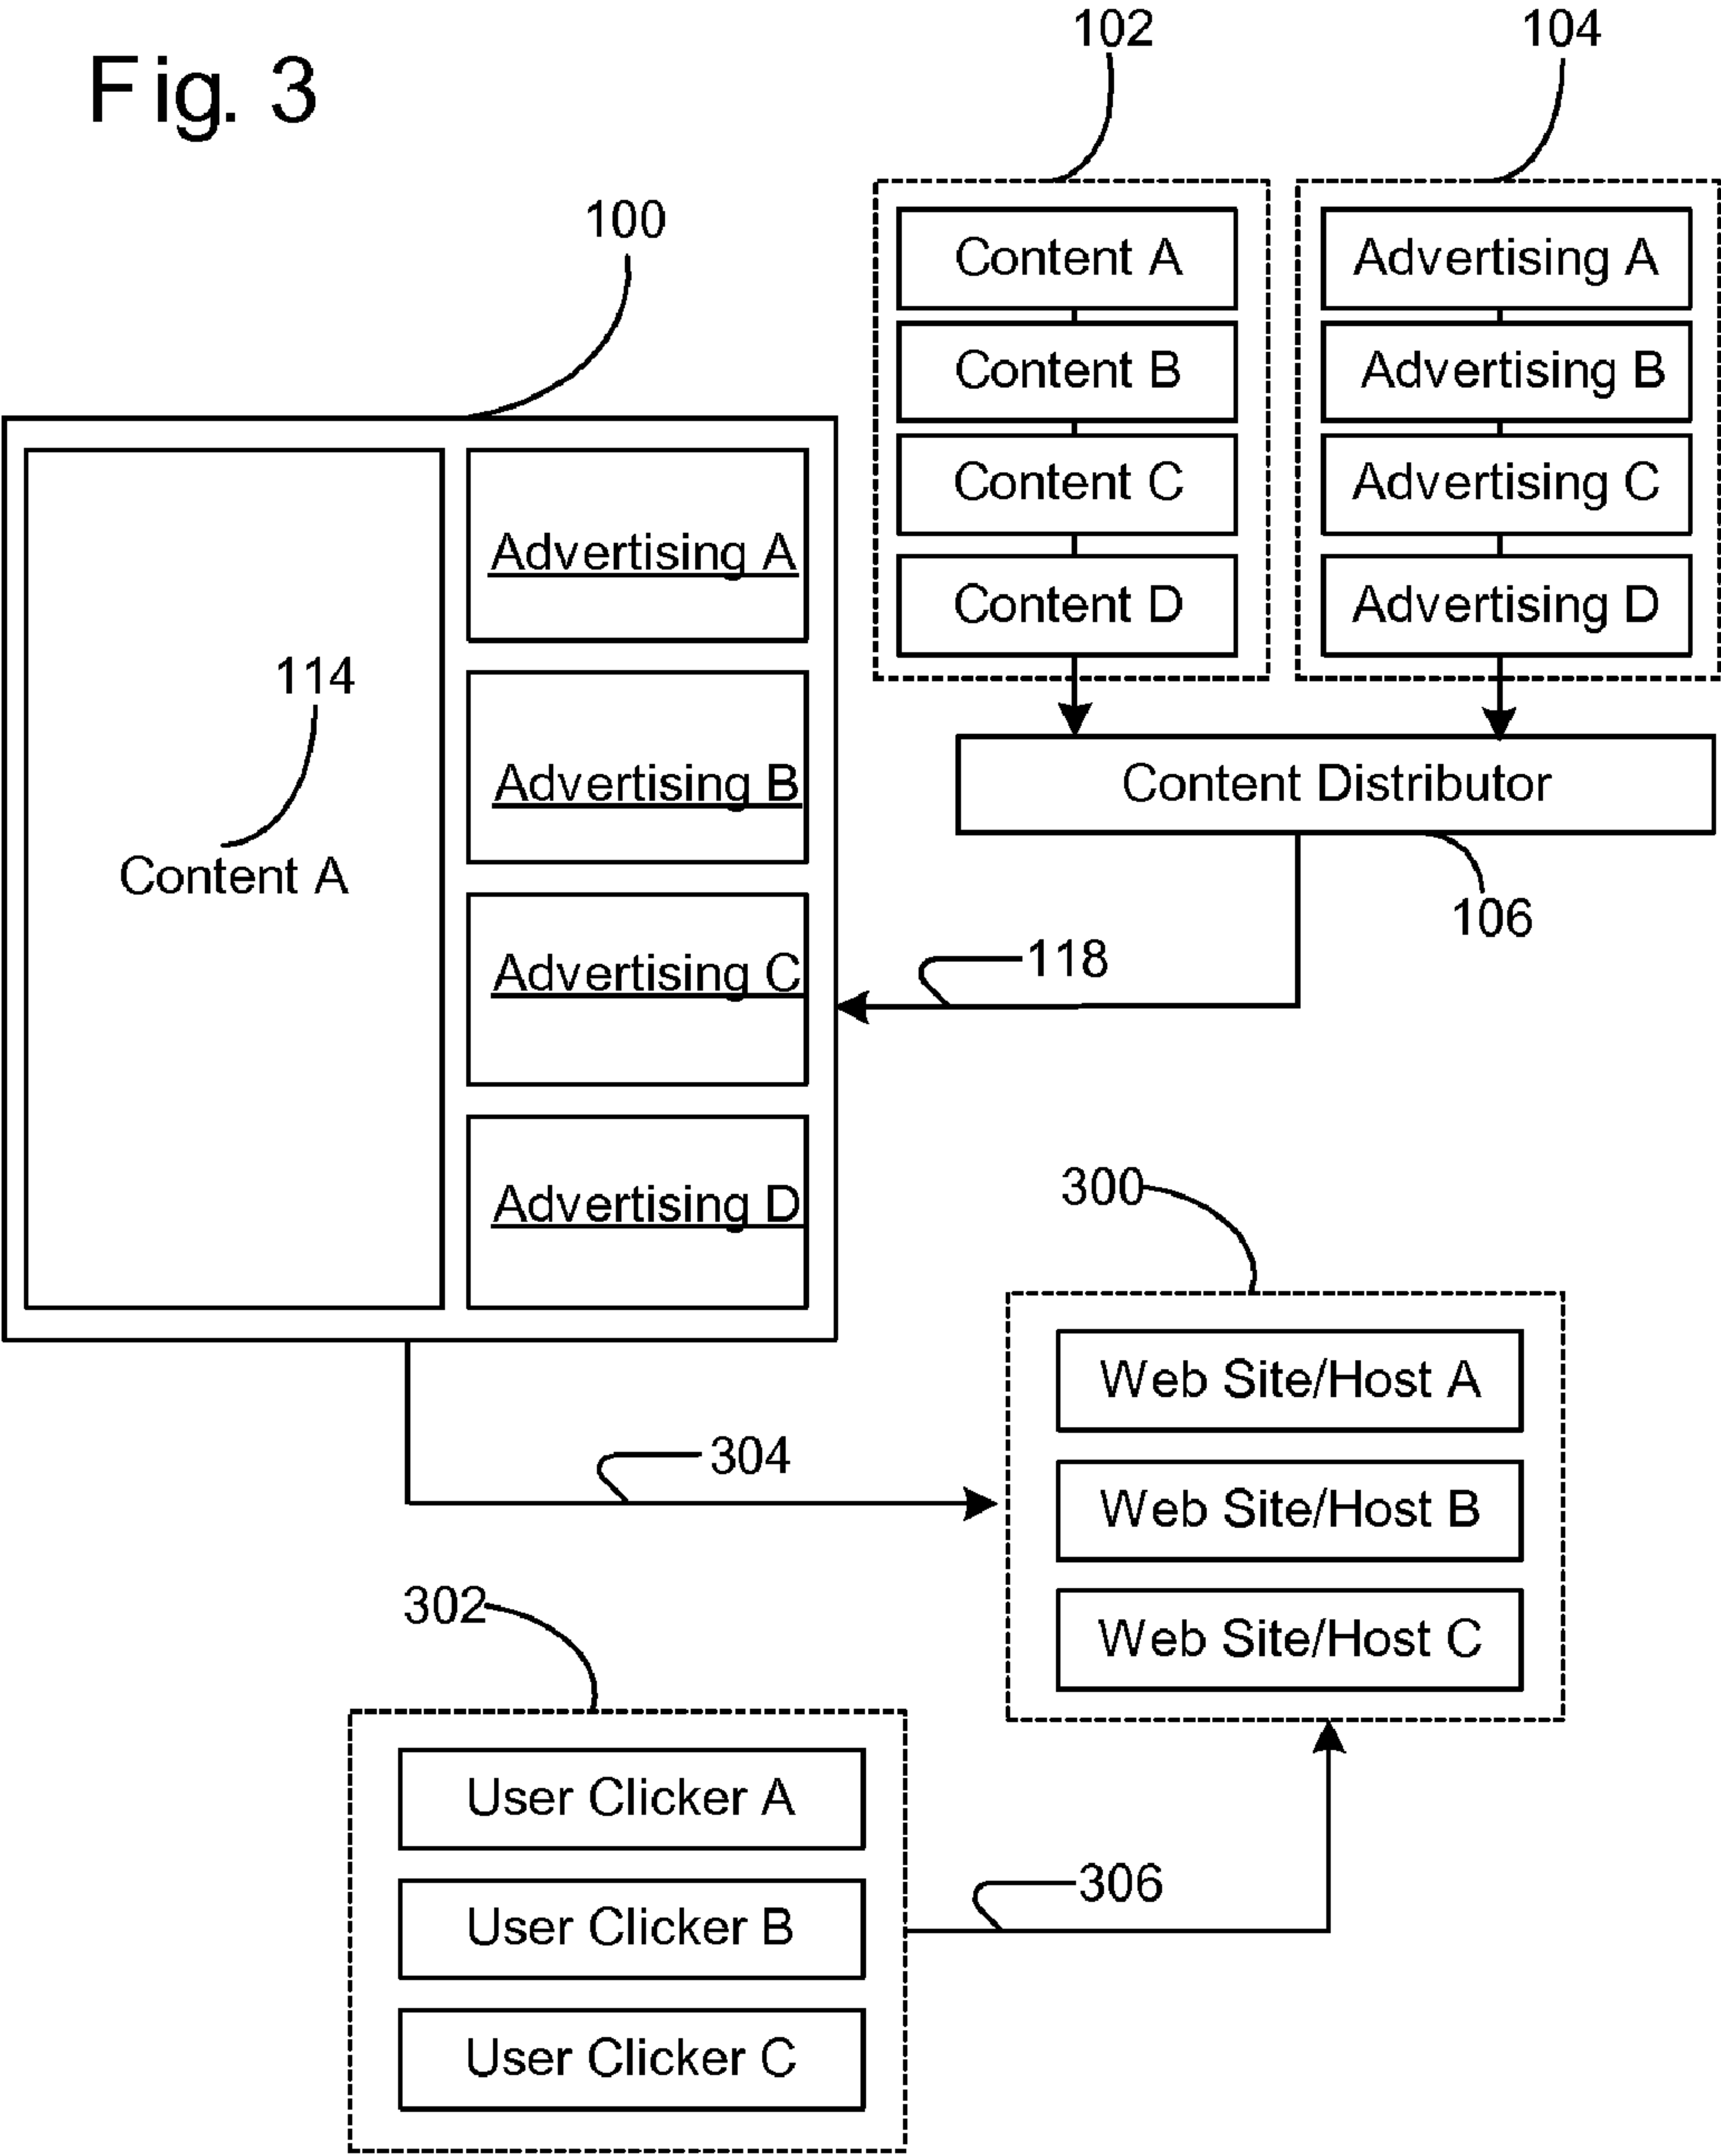 Fig. 3
102
104
100
Content A
Content B
Content C
Content D
Advertising A
Advertising B
Advertising C
Advertising D
Content Distributor
106
118
114
Content A
Advertising A
Advertising B
Advertising C
Advertising D
300
Web Site/Host A
Web Site/Host B
Web Site/Host C
304
302
User Clicker A
User Clicker B
User Clicker C
306